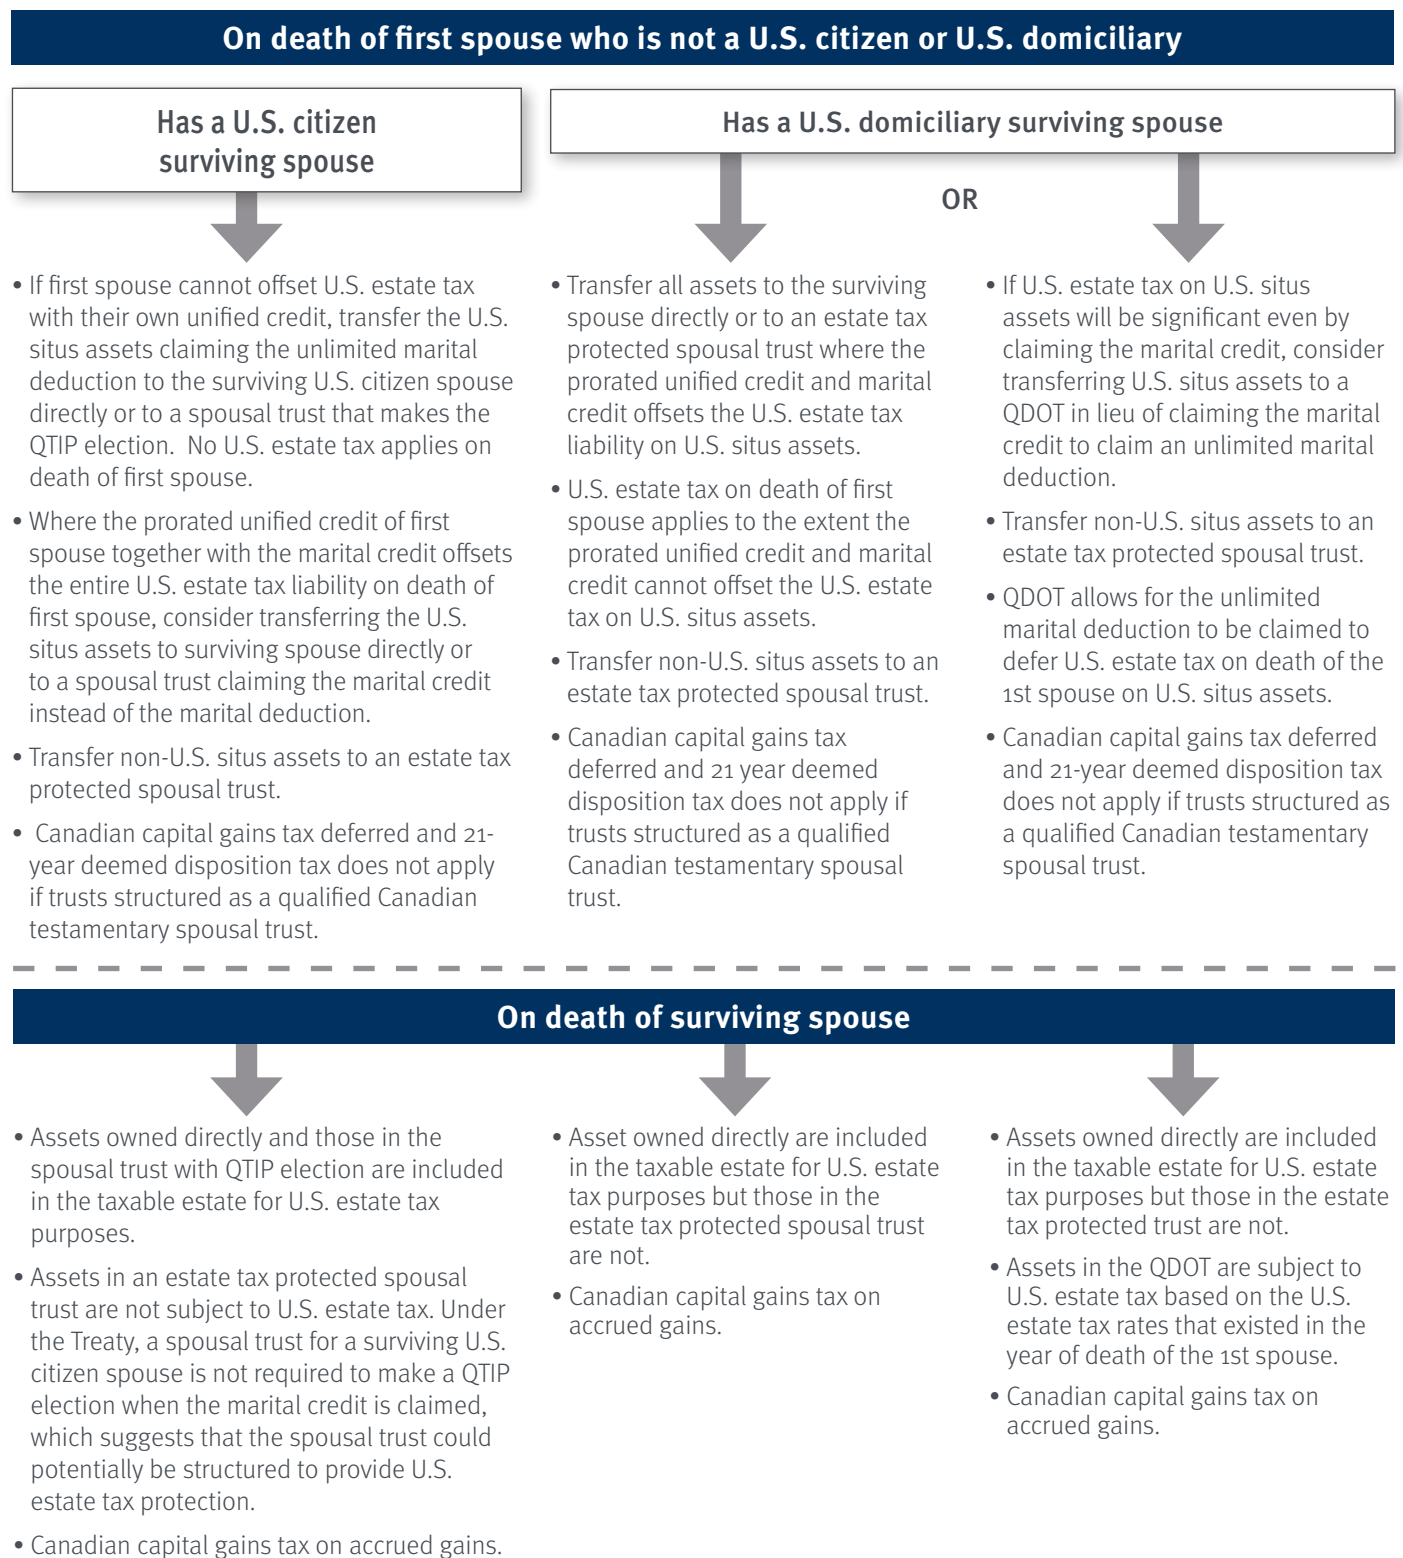 On death of first spouse who is not a U.S. citizen or U.S. domiciliary
Has a U.S. citizen
surviving spouse
• If first spouse cannot offset U.S. estate tax
with their own unified credit, transfer the U.S.
situs assets claiming the unlimited marital
deduction to the surviving U.S. citizen spouse
directly or to a spousal trust that makes the
QTIP election.  No U.S. estate tax applies on
death of first spouse.
• Where the prorated unified credit of first
spouse together with the marital credit offsets
the entire U.S. estate tax liability on death of
first spouse, consider transferring the U.S.
situs assets to surviving spouse directly or
to a spousal trust claiming the marital credit
instead of the marital deduction.
• Transfer non-U.S. situs assets to an estate tax
protected spousal trust.
• Canadian capital gains tax deferred and 21-
year deemed disposition tax does not apply
if trusts structured as a qualified Canadian
testamentary spousal trust.
Has a U.S. domiciliary surviving spouse
OR
• Transfer all assets to the surviving
spouse directly or to an estate tax
protected spousal trust where the
prorated unified credit and marital
credit offsets the U.S. estate tax
liability on U.S. situs assets.
• U.S. estate tax on death of first
spouse applies to the extent the
prorated unified credit and marital
credit cannot offset the U.S. estate
tax on U.S. situs assets.
• Transfer non-U.S. situs assets to an
estate tax protected spousal trust.
• Canadian capital gains tax
deferred and 21 year deemed
disposition tax does not apply if
trusts structured as a qualified
Canadian testamentary spousal
trust.
• If U.S. estate tax on U.S. situs
assets will be significant even by
claiming the marital credit, consider
transferring U.S. situs assets to a
QDOT in lieu of claiming the marital
credit to claim an unlimited marital
deduction.
• Transfer non-U.S. situs assets to an
estate tax protected spousal trust.
• QDOT allows for the unlimited
marital deduction to be claimed to
defer U.S. estate tax on death of the
1st spouse on U.S. situs assets.
• Canadian capital gains tax deferred
and 21-year deemed disposition tax
does not apply if trusts structured as
a qualified Canadian testamentary
spousal trust.
On death of surviving spouse
• Assets owned directly and those in the
spousal trust with QTIP election are included
in the taxable estate for U.S. estate tax
purposes.
• Assets in an estate tax protected spousal
trust are not subject to U.S. estate tax. Under
the Treaty, a spousal trust for a surviving U.S.
citizen spouse is not required to make a QTIP
election when the marital credit is claimed,
which suggests that the spousal trust could
potentially be structured to provide U.S.
estate tax protection.
• Canadian capital gains tax on accrued gains.
• Asset owned directly are included
in the taxable estate for U.S. estate
tax purposes but those in the
estate tax protected spousal trust
are not.
• Canadian capital gains tax on
accrued gains.
• Assets owned directly are included
in the taxable estate for U.S. estate
tax purposes but those in the estate
tax protected trust are not.
• Assets in the QDOT are subject to
U.S. estate tax based on the U.S.
estate tax rates that existed in the
year of death of the 1st spouse.
• Canadian capital gains tax on
accrued gains.